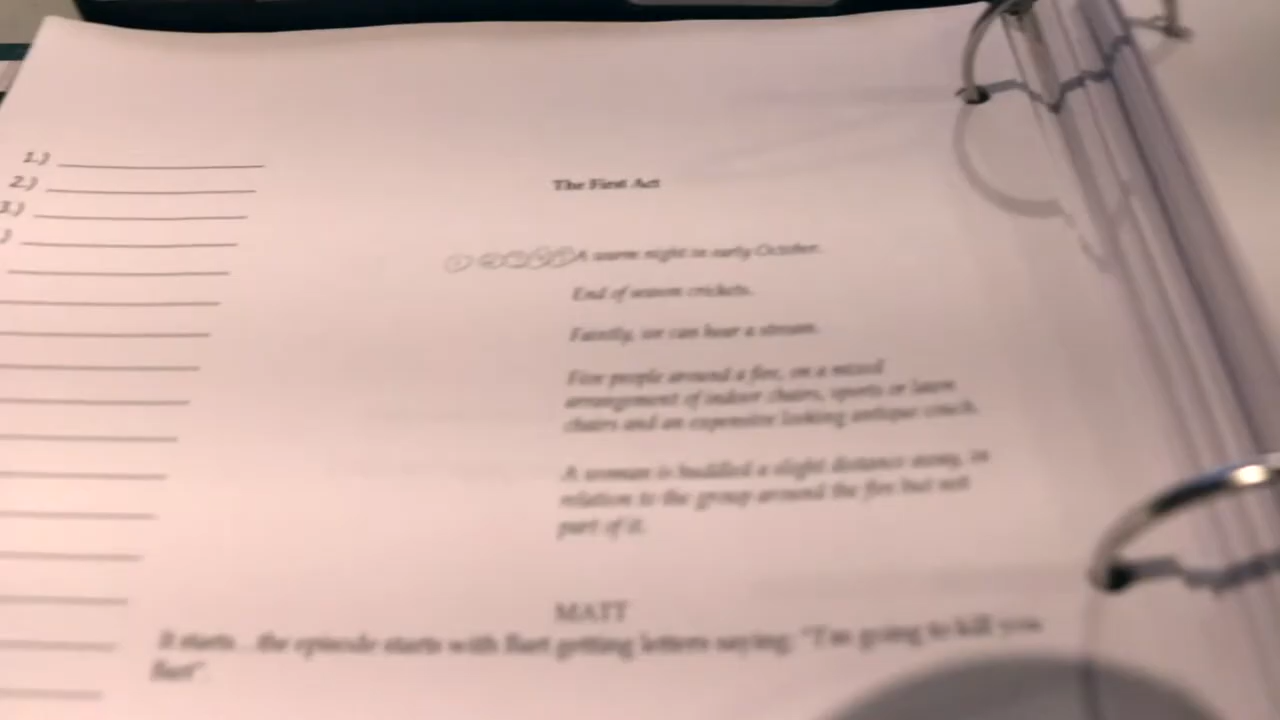 1.)
2.)
3.)
The First Act
A warm night in early October.
End of season crickets.
Faintly, we can hear a stream.
Five people around a fire, on a mixed
arrangement of indoor chairs, sports or lawn
chairs and an expensive looking antique couch.
A woman is huddled a slight distance away, in
relation to the group around the fire but not
part of it.
MATT
It starts...the episode starts with Bart getting letters saying: "I'm going to kill you
Bart".